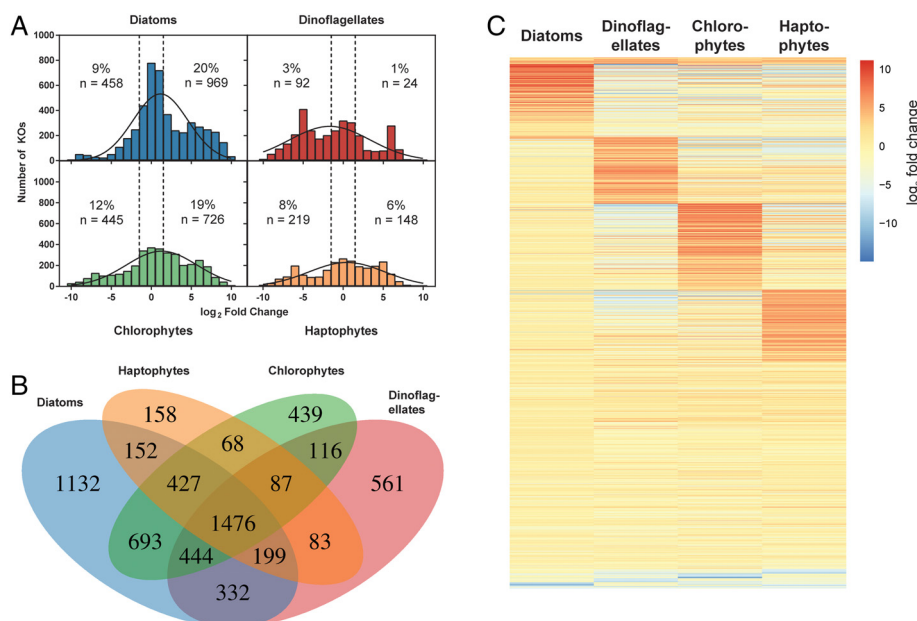 A
Diatoms
Dinoflagellates
1000
800
600
400
200
0
9%
n = 458
20%
n = 969
3%
n = 92
1%
n = 24
Number of KOs
1000
800
600
400
200
0
12%
n = 445
19%
n = 726
8%
n = 219
6%
n = 148
-10 -5 0 5 10 -10 -5 0 5 10
log2 Fold Change
Chlorophytes
Haptophytes
B
Haptophytes
Chlorophytes
Diatoms
Dinoflag-
ellates
158
439
152
68
116
1132
427
87
561
1476
693
444
199
83
332
C
Diatoms
Dinoflag-
ellates
Chloro-
phytes
Hapto-
phytes
10
5
0
-5
-10
log2 fold change